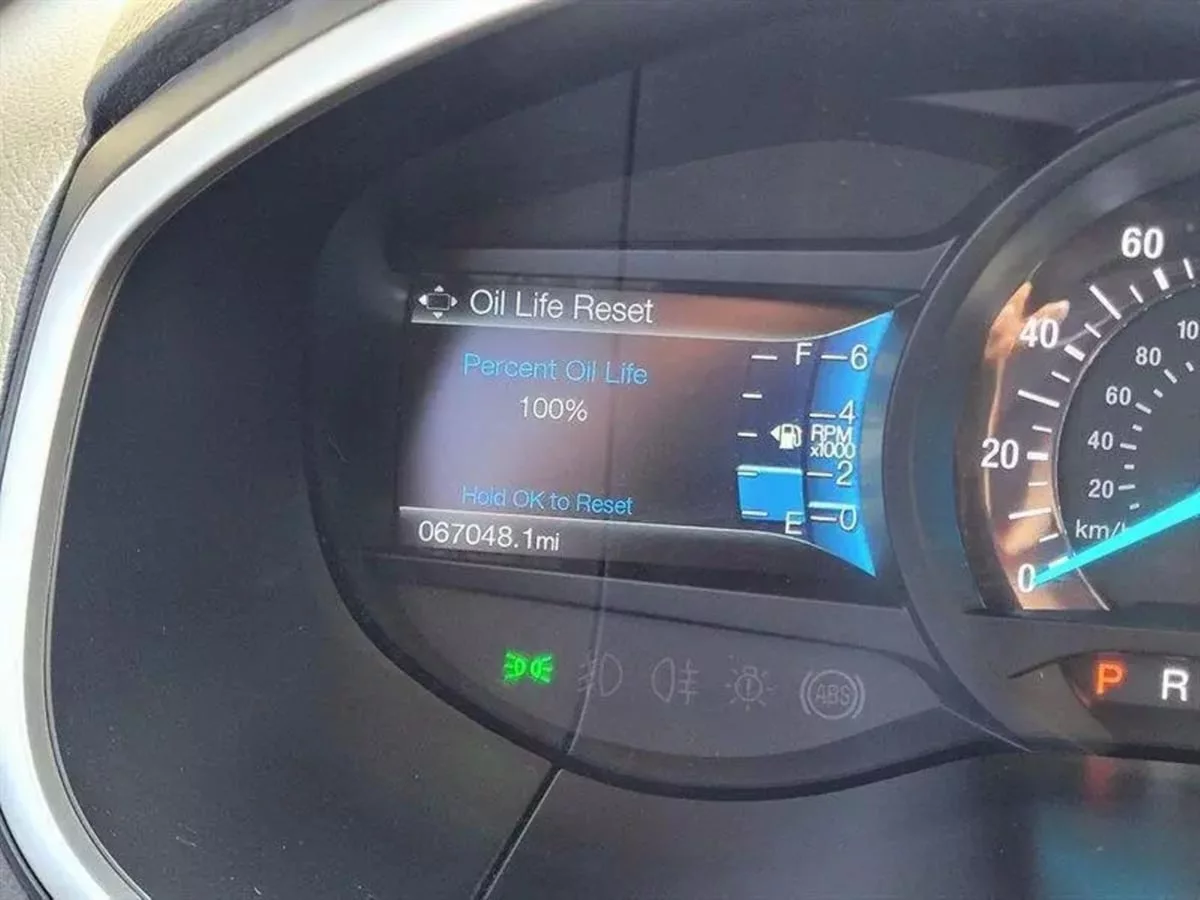 Oil Life Reset
Percent Oil Life
100%
Hold OK to Reset
067048.1mi
F
E
6
4
RPM
x1000
2
0
60
40
20
0
10
80
60
40
20
km/
P R
ABS